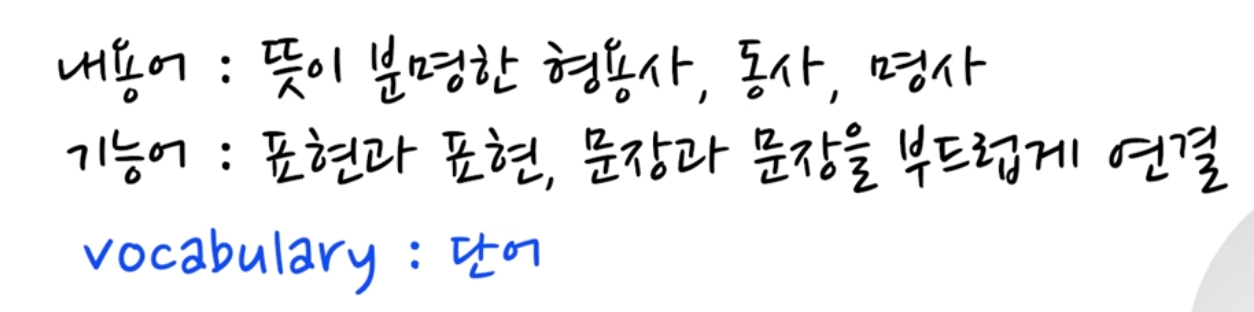 내용어 : 뜻이 분명한 형용사, 동사, 명사
기능어 : 표현과 표현, 문장과 문장을 부드럽게 연결
vocabulary : 단어